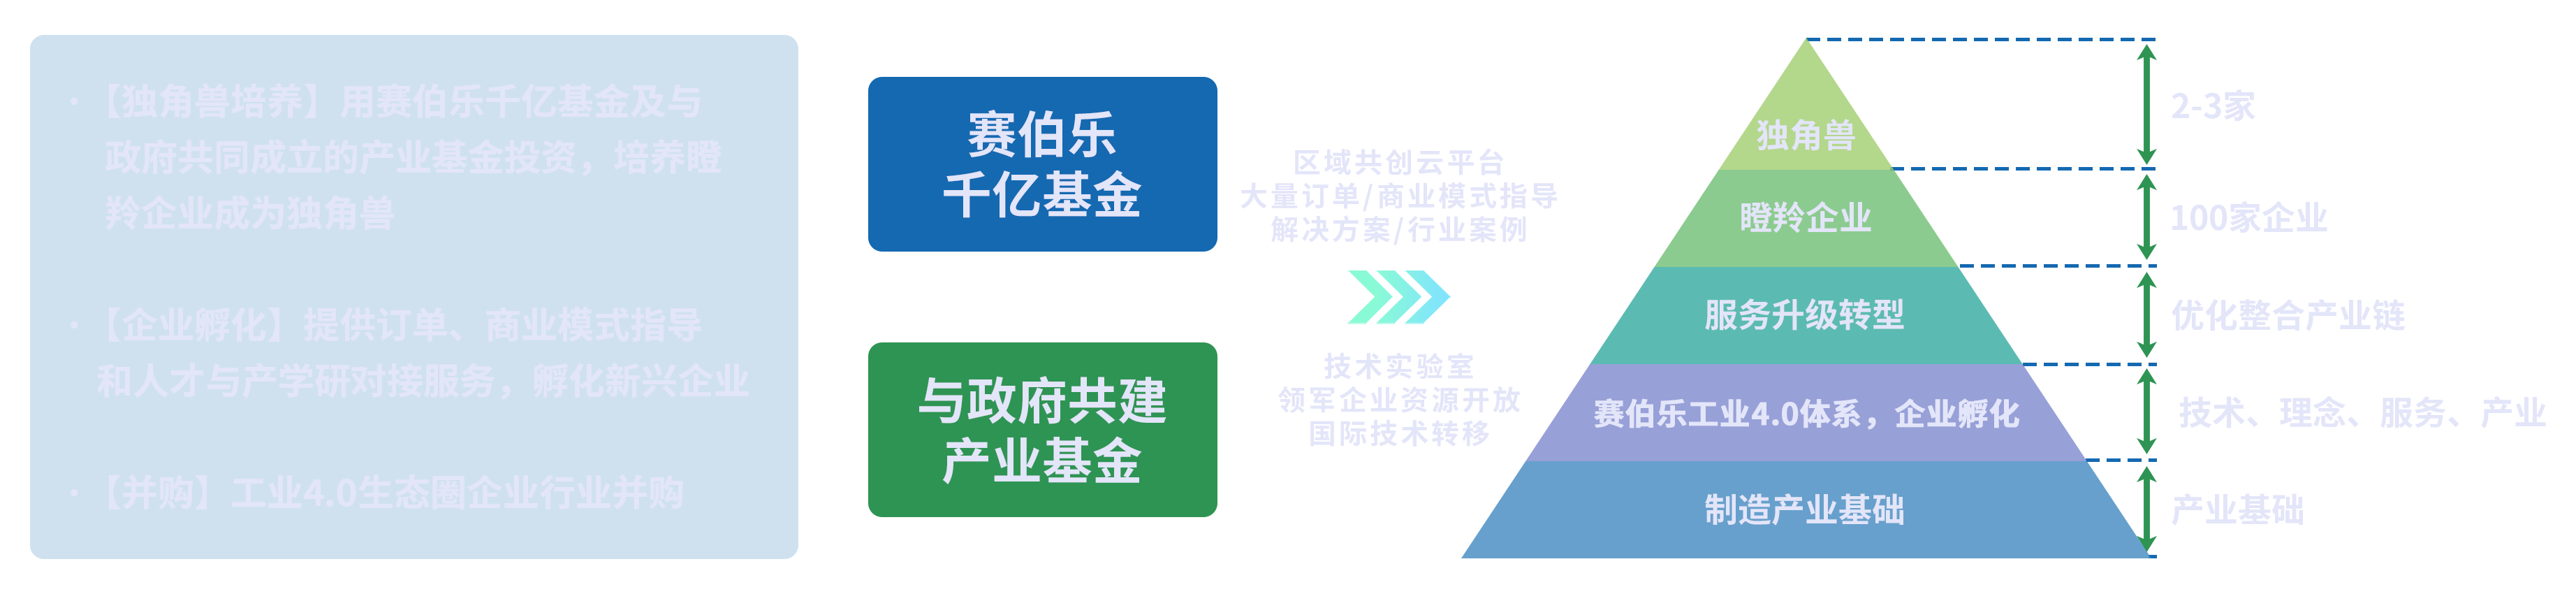 · 【独角兽培养】用赛伯乐千亿基金及与
政府共同成立的产业基金投资，培养瞪
羚企业成为独角兽
· 【企业孵化】提供订单、商业模式指导
和人才与产学研对接服务，孵化新兴企业
· 【并购】工业4.0生态圈企业行业并购
赛伯乐
千亿基金
与政府共建
产业基金
区域共创云平台
大量订单/商业模式指导
解决方案/行业案例
技术实验室
领军企业资源开放
国际技术转移
独角兽
瞪羚企业
服务升级转型
赛伯乐工业4.0体系，企业孵化
制造产业基础
2-3家
100家企业
优化整合产业链
技术、理念、服务、产业
产业基础